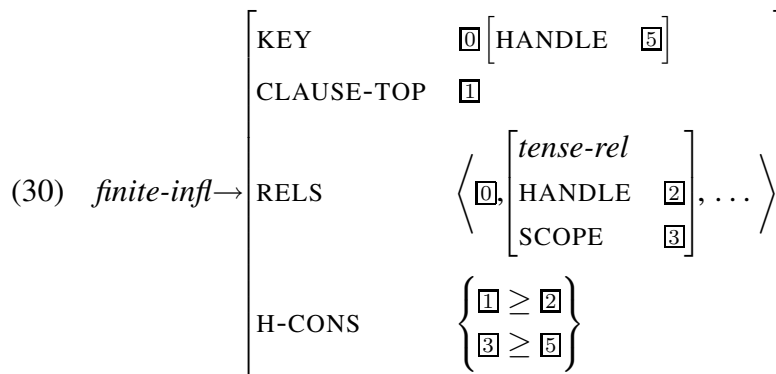 KEY 0 [HANDLE 5]
CLAUSE-TOP 1
(30) finite-infl→ RELS ⟨0, [tense-rel
HANDLE 2
SCOPE 3], ...⟩
H-CONS {1 ≥ 2
3 ≥ 5}